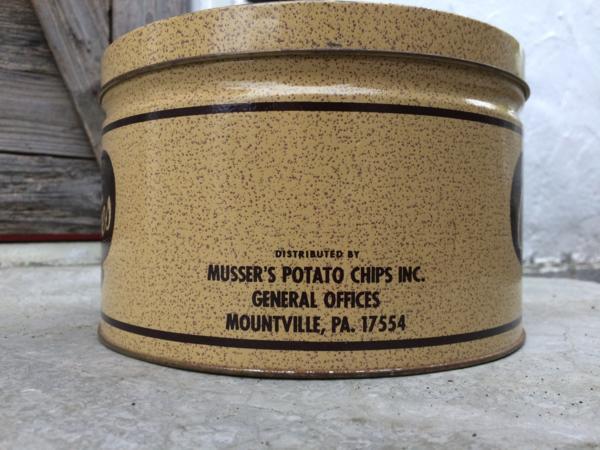 DISTRIBUTED BY
MUSSER'S POTATO CHIPS INC.
GENERAL OFFICES
MOUNTVILLE, PA. 17554